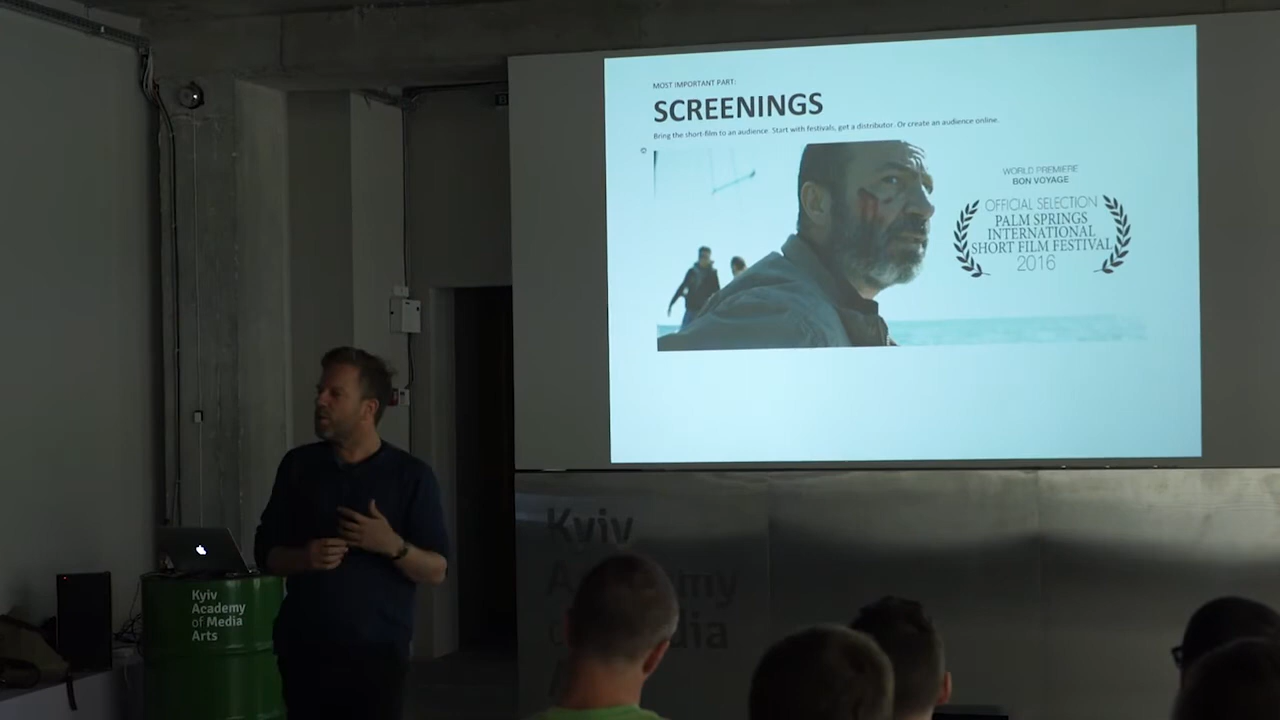 MOST IMPORTANT PART:
SCREENINGS
Bring the short-film to an audience. Start with festivals, get a distributor. Or create an audience online.
WORLD PREMIERE
BON VOYAGE
OFFICIAL SELECTION
PALM SPRINGS
INTERNATIONAL
SHORT FILM FESTIVAL
2016
Kyiv
Academy
of Media
Arts
Kyiv